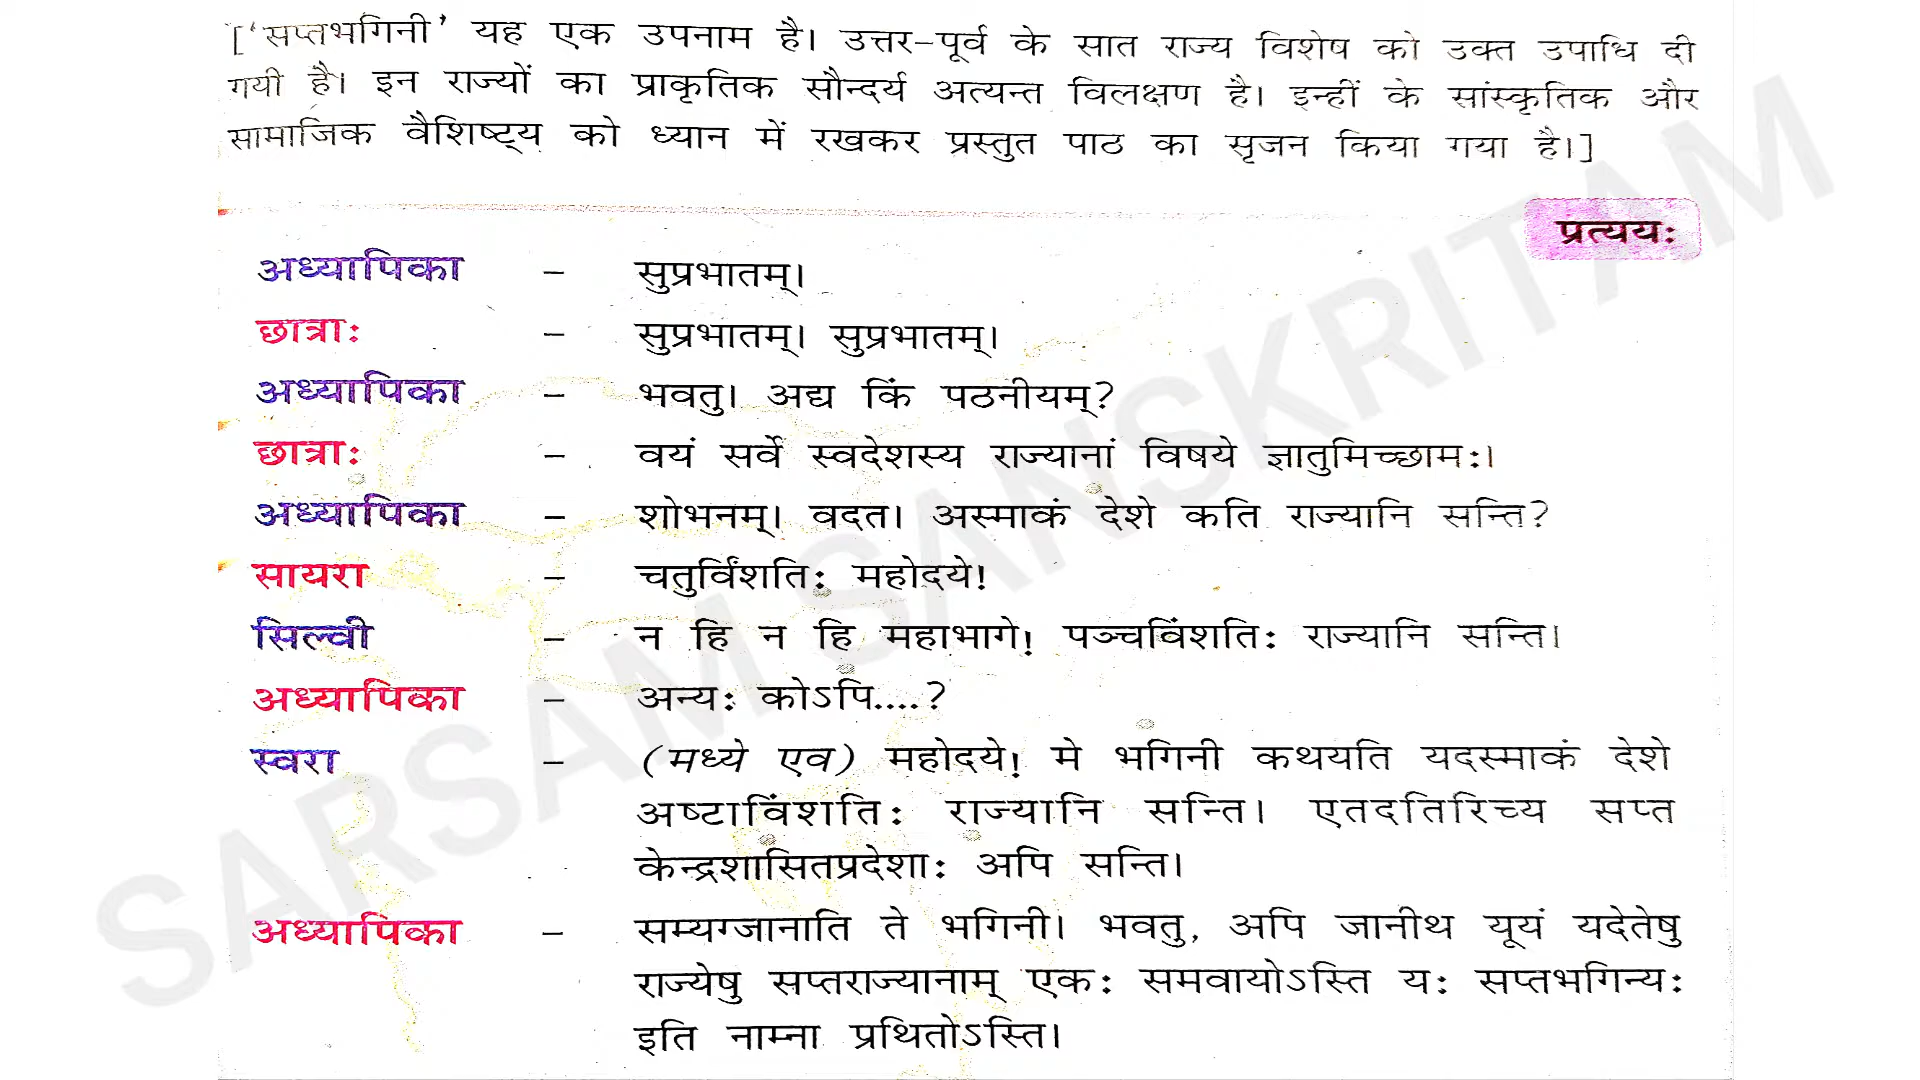 ['सप्तभगिनी' यह एक उपनाम है। उत्तर-पूर्व के सात राज्य विशेष को उक्त उपाधि दी
गयी है। इन राज्यों का प्राकृतिक सौन्दर्य अत्यन्त विलक्षण है। इन्हीं के सांस्कृतिक और
सामाजिक वैशिष्ट्य को ध्यान में रखकर प्रस्तुत पाठ का सृजन किया गया है।]
प्रत्ययः
अध्यापिका – सुप्रभातम्।
छात्राः – सुप्रभातम्। सुप्रभातम्।
अध्यापिका – भवतु। अद्य किं पठनीयम्?
छात्राः – वयं सर्वे स्वदेशस्य राज्यानां विषये ज्ञातुमिच्छामः।
अध्यापिका – शोभनम्। वदत। अस्माकं देशे कति राज्यानि सन्ति?
सायरा – चतुर्विंशतिः महोदये!
सिल्वी – न हि न हि महाभागे! पञ्चविंशतिः राज्यानि सन्ति।
अध्यापिका – अन्यः कोऽपि....?
स्वरा – (मध्ये एव) महोदये! मे भगिनी कथयति यदस्माकं देशे
अष्टाविंशतिः राज्यानि सन्ति। एतदतिरिच्य सप्त
केन्द्रशासितप्रदेशाः अपि सन्ति।
अध्यापिका – सम्यग्जानाति ते भगिनी। भवतु, अपि जानीथ यूयं यदेतेषु
राज्येषु सप्तराज्यानाम् एकः समवायोऽस्ति यः सप्तभगिन्यः
इति नाम्ना प्रथितोऽस्ति।
SARSAM SANSKRITAM